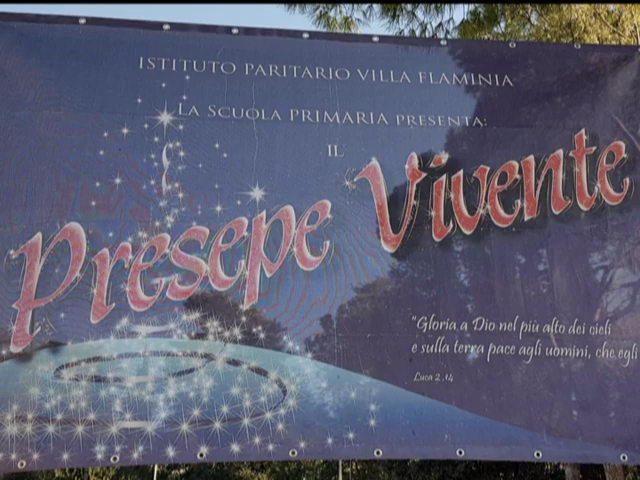 ISTITUTO PARITARIO VILLA FLAMINIA
LA SCUOLA PRIMARIA PRESENTA:
IL
Presepe Vivente
"Gloria a Dio nel più alto dei cieli
e sulla terra pace agli uomini, che egli
Luca 2,14